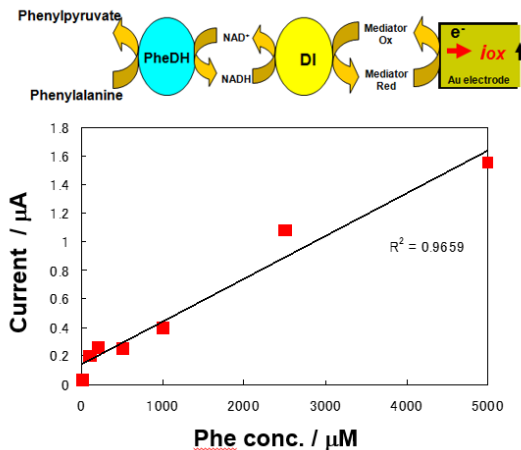 Phenylpyruvate
Phenylalanine
PheDH
NAD⁺
NADH
DI
Mediator
Ox
Mediator
Red
e⁻
iox
Au electrode
1.8
1.6
1.4
1.2
1
0.8
0.6
0.4
0.2
0
Current / μA
R² = 0.9659
0
1000
2000
3000
4000
5000
Phe conc. / μM